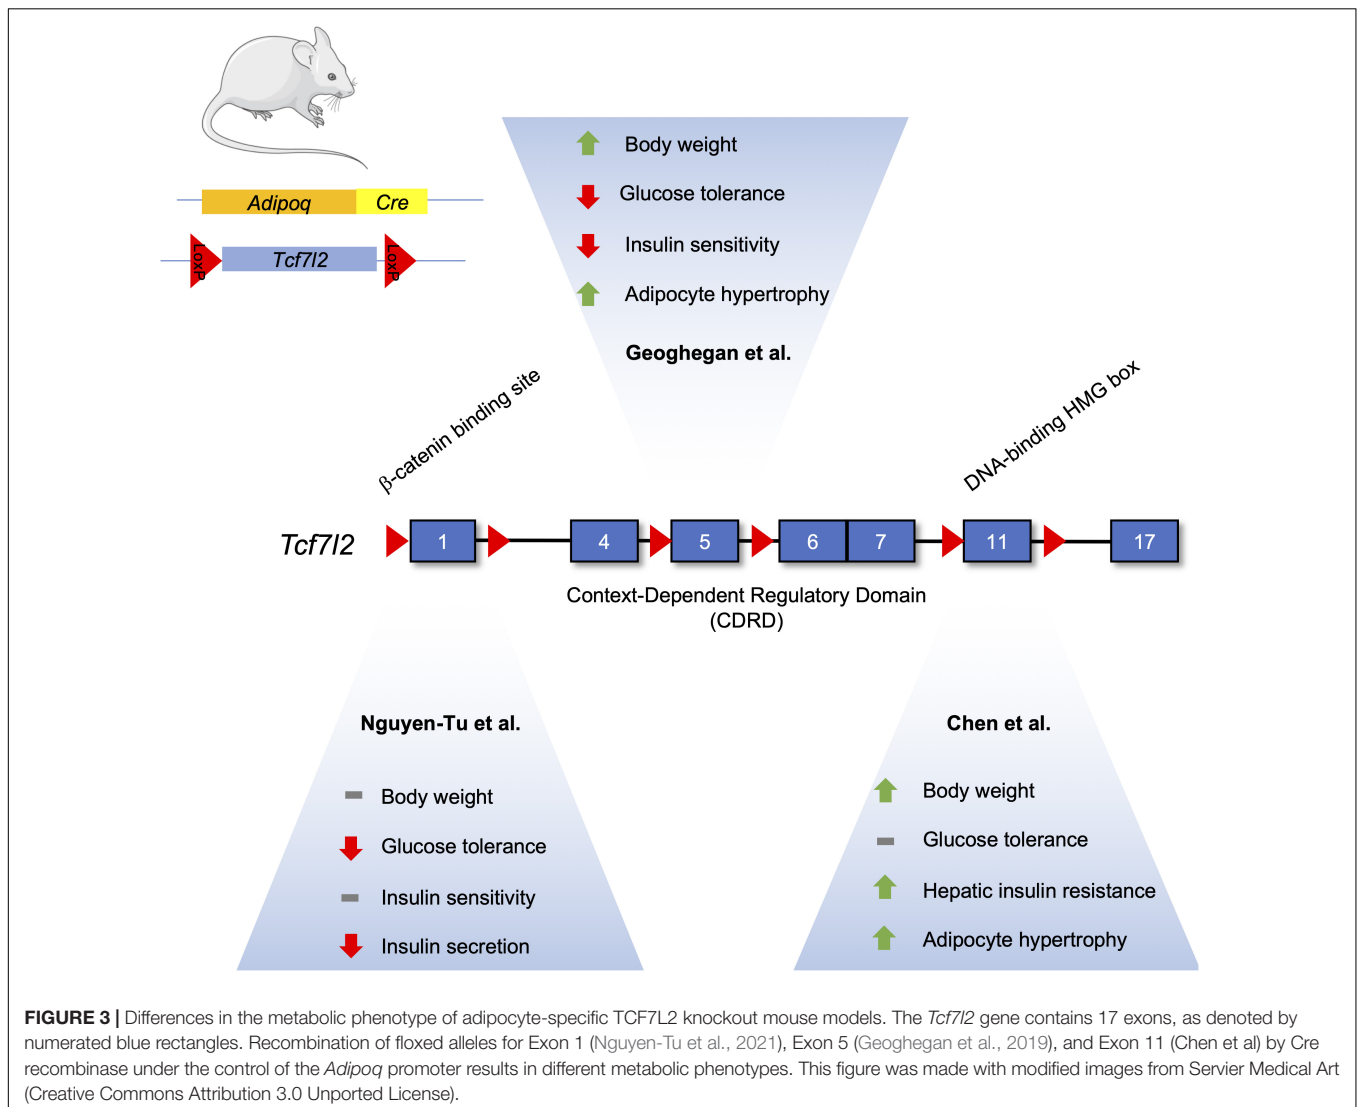 Adipoq Cre
LoxP Tcf7l2 LoxP
Body weight
Glucose tolerance
Insulin sensitivity
Adipocyte hypertrophy
Geoghegan et al.
β-catenin binding site
DNA-binding HMG box
Tcf7l2 1 4 5 6 7 11 17
Context-Dependent Regulatory Domain
(CDRD)
Nguyen-Tu et al.
Body weight
Glucose tolerance
Insulin sensitivity
Insulin secretion
Chen et al.
Body weight
Glucose tolerance
Hepatic insulin resistance
Adipocyte hypertrophy
FIGURE 3 | Differences in the metabolic phenotype of adipocyte-specific TCF7L2 knockout mouse models. The Tcf7l2 gene contains 17 exons, as denoted by
numerated blue rectangles. Recombination of floxed alleles for Exon 1 (Nguyen-Tu et al., 2021), Exon 5 (Geoghegan et al., 2019), and Exon 11 (Chen et al) by Cre
recombinase under the control of the Adipoq promoter results in different metabolic phenotypes. This figure was made with modified images from Servier Medical Art
(Creative Commons Attribution 3.0 Unported License).